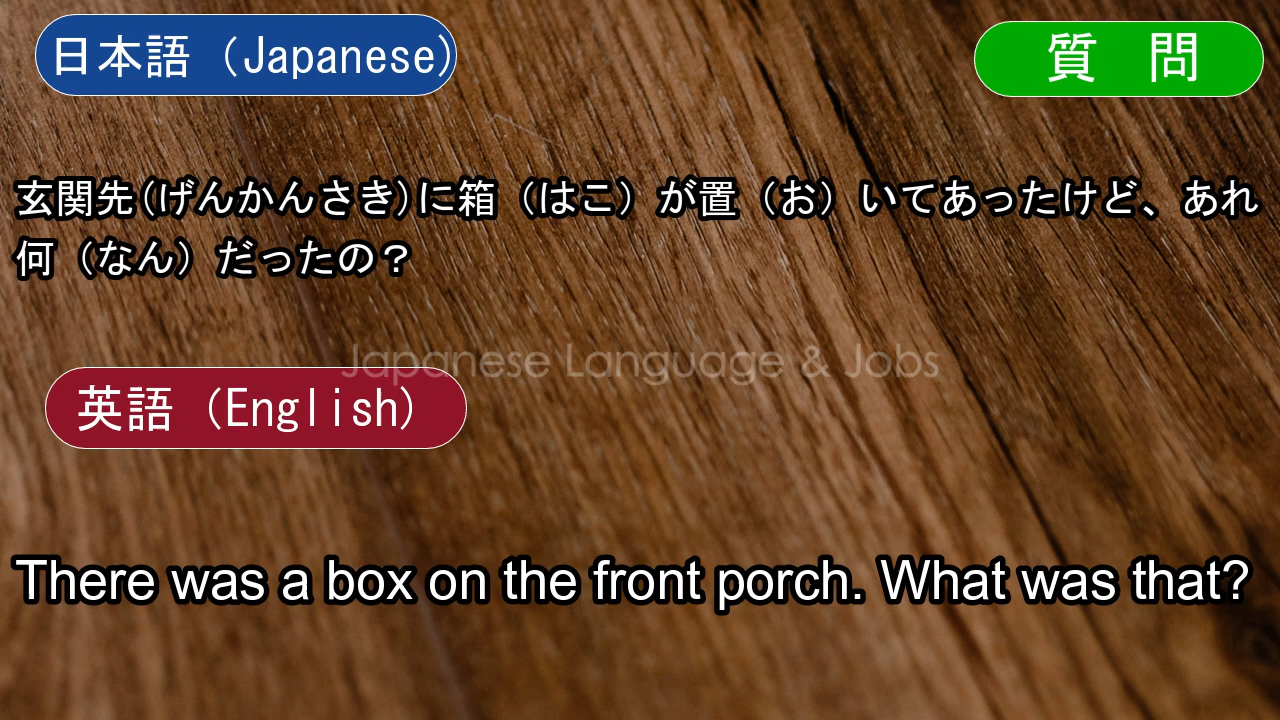 日本語（Japanese）
質　問
玄関先(げんかんさき)に箱（はこ）が置（お）いてあったけど、あれ
何（なん）だったの？
Japanese Language & Jobs
英語（English）
There was a box on the front porch. What was that?